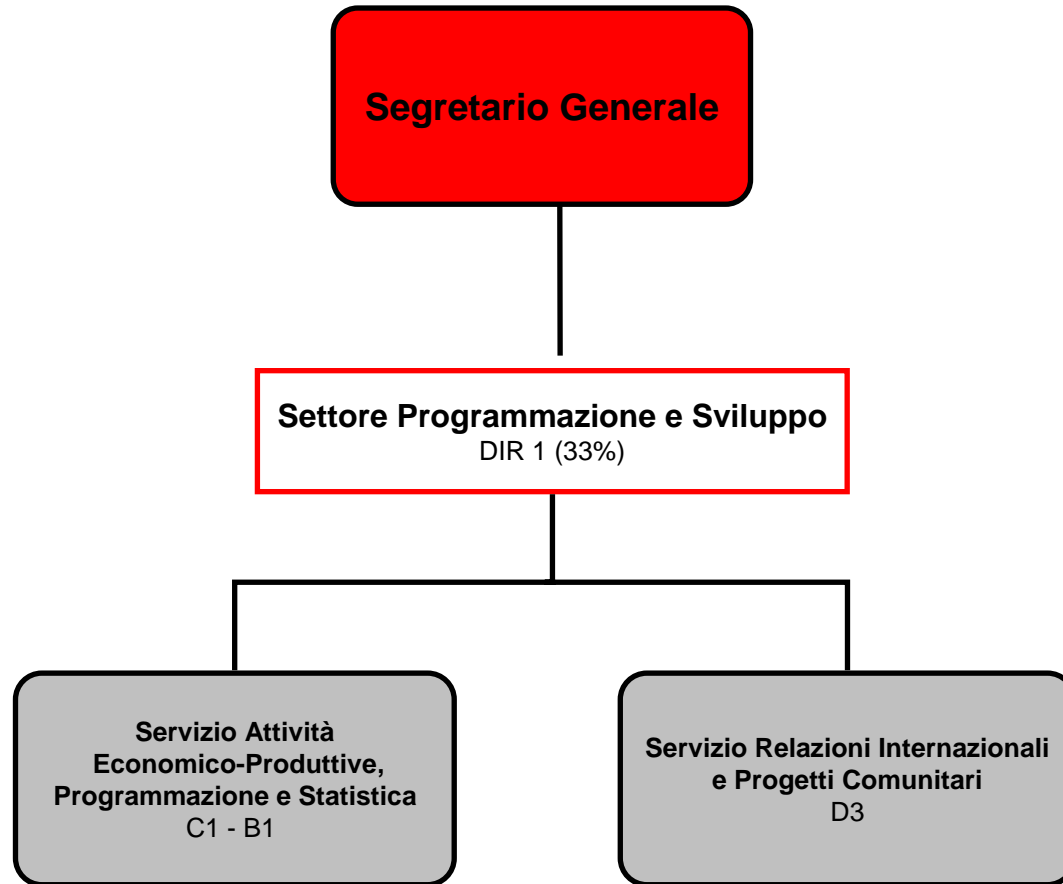 Segretario Generale
Settore Programmazione e Sviluppo
DIR 1 (33%)
Servizio Attività
Economico-Produttive,
Programmazione e Statistica
C1 - B1
Servizio Relazioni Internazionali
e Progetti Comunitari
D3